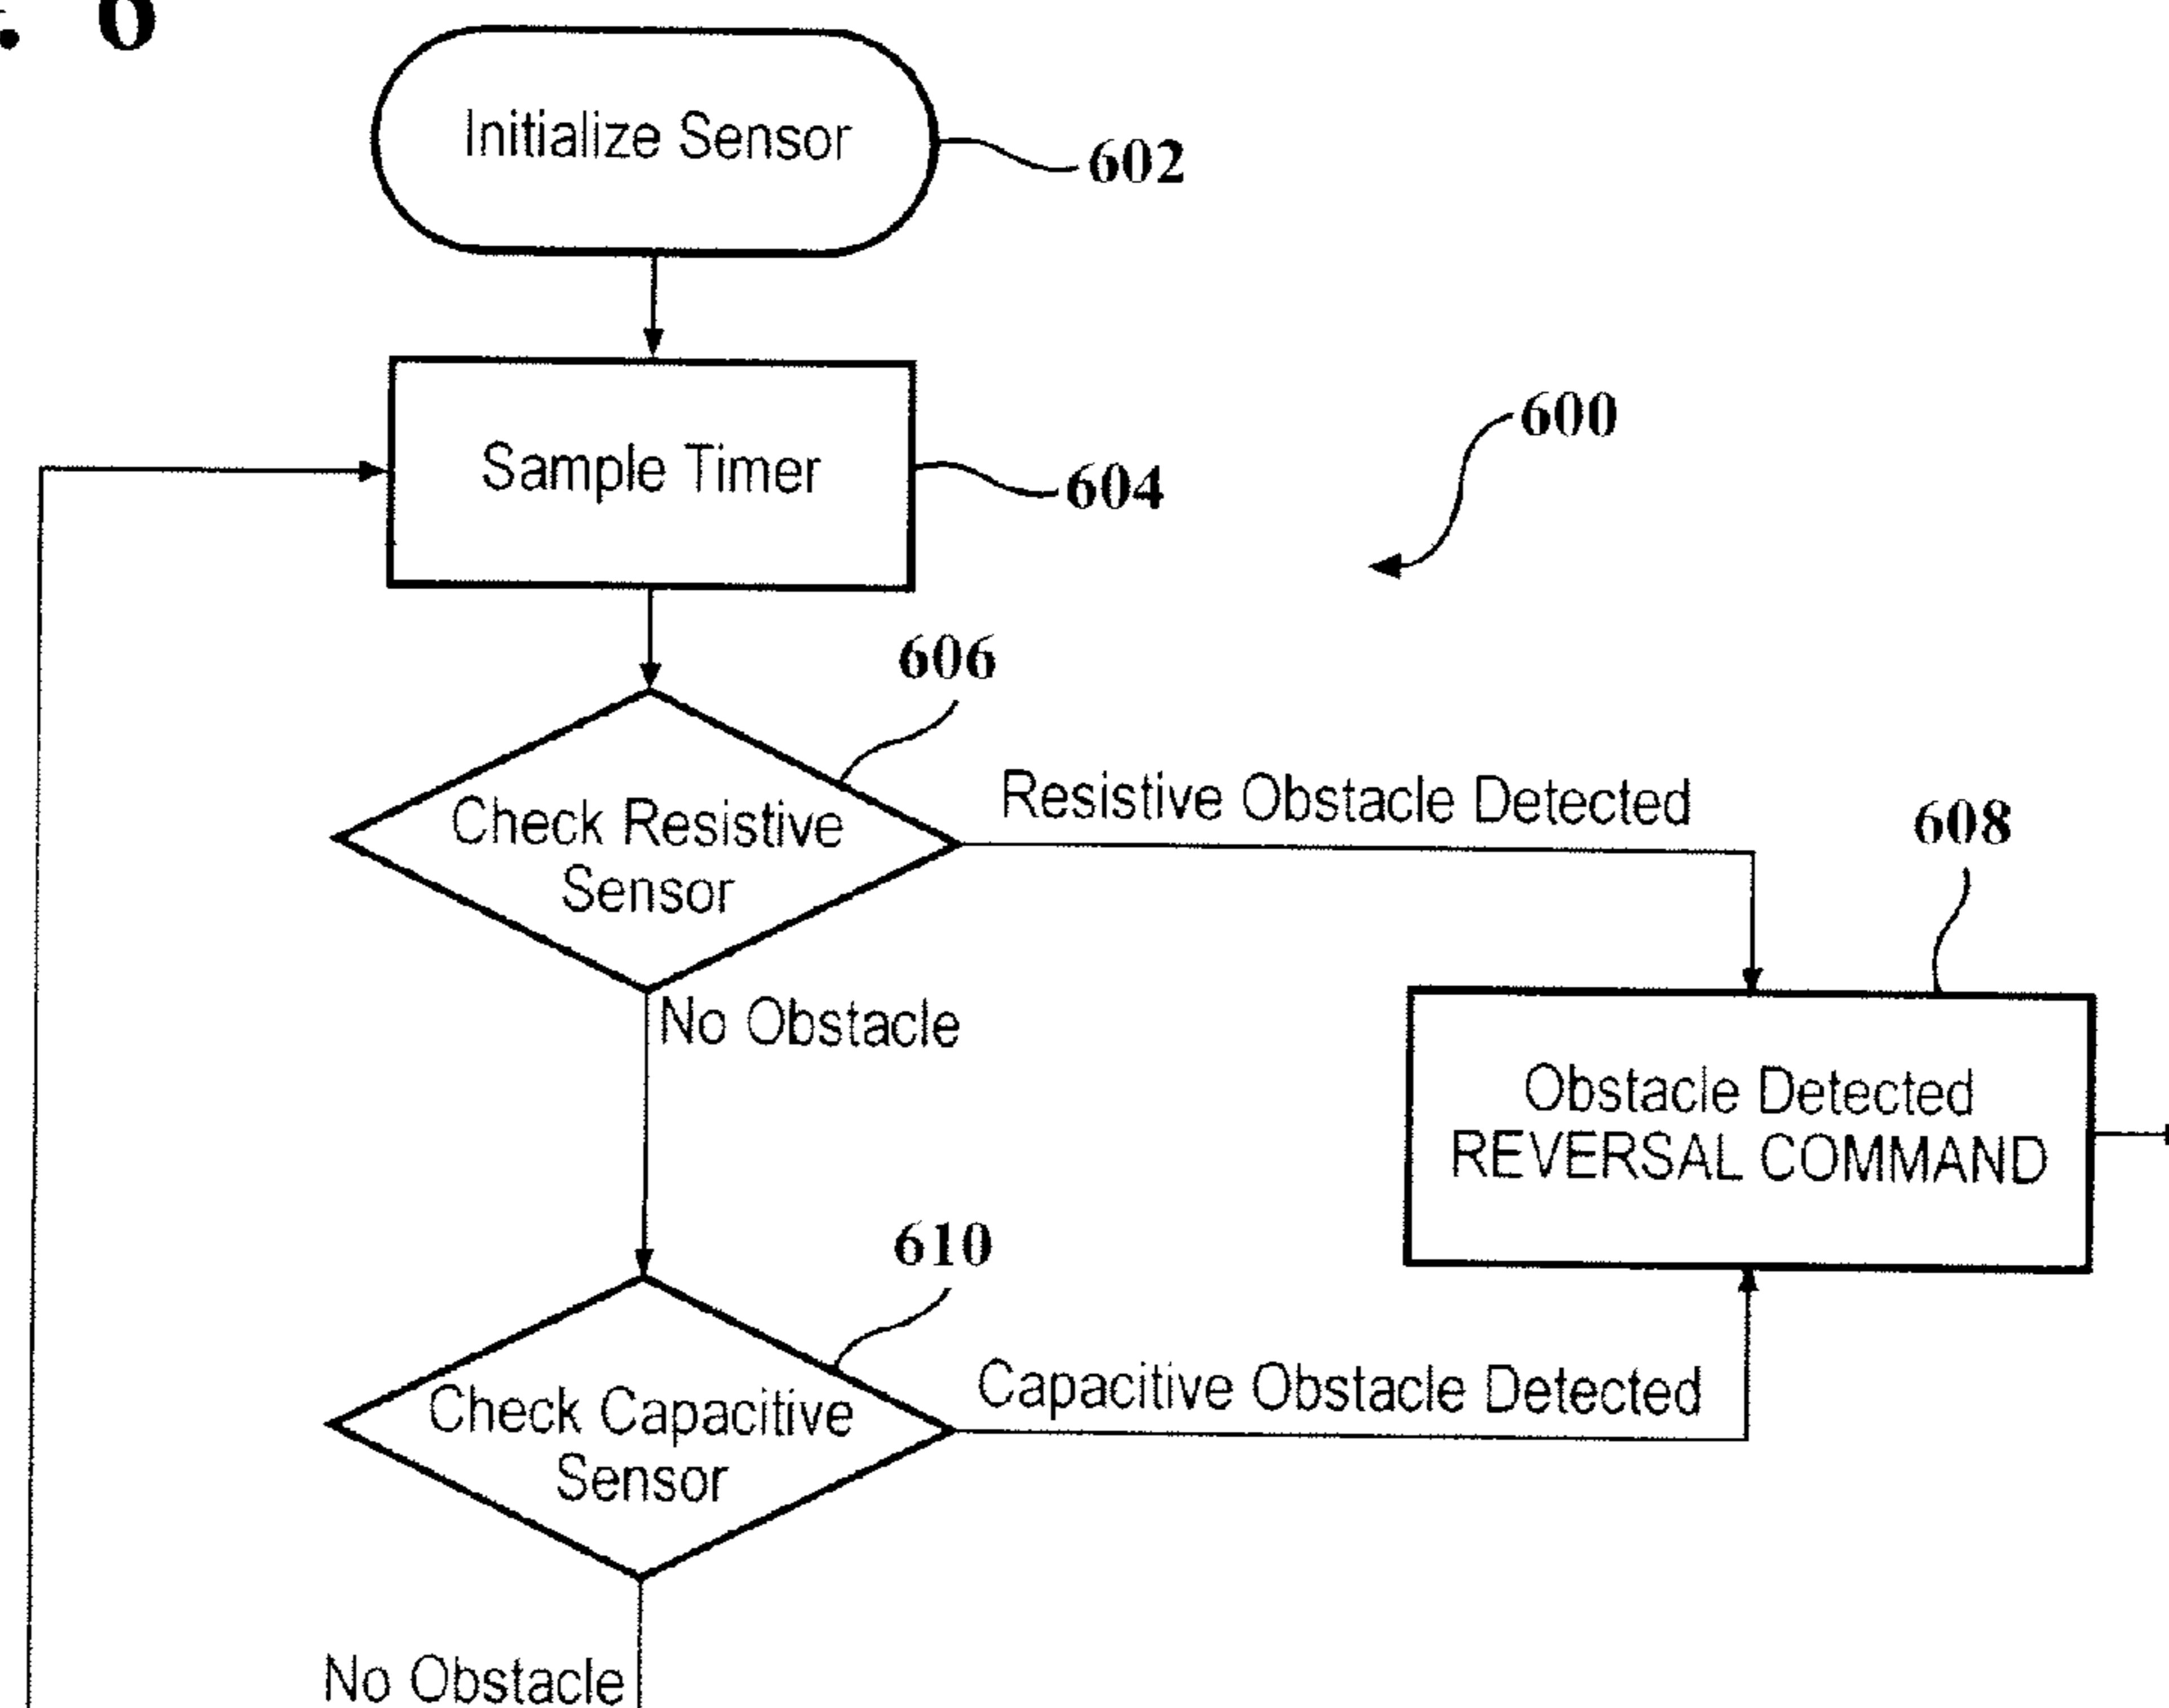 6
Initialize Sensor
602
Sample Timer
604
600
606
Check Resistive
Sensor
Resistive Obstacle Detected
608
No Obstacle
Obstacle Detected
REVERSAL COMMAND
610
Check Capacitive
Sensor
Capacitive Obstacle Detected
No Obstacle